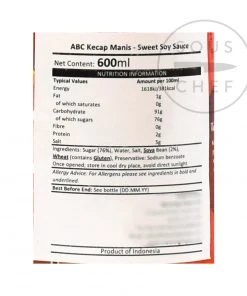 SOUS
CHEF
ABC Kecap Manis - Sweet Soy Sauce
Net Content: 600ml
NUTRITION INFORMATION
Typical Values Amount per 100ml
Energy 1618kJ/381kcal
Fat 1g
of which saturates 0g
Carbohydrate 91g
of which sugars 76g
Fibre 0g
Protein 2g
Salt 5g
Ingredients: Sugar (76%), Water, Salt, Soya Bean (2%),
Wheat (contains Gluten), Preservative: Sodium benzoate
Once opened, store in cool dry place, avoid direct sunlight
Allergy Advice: For Allergens please see ingredients in bold and
underlined.
Best Before End: See bottle (DD.MM.YY)
Product of Indonesia